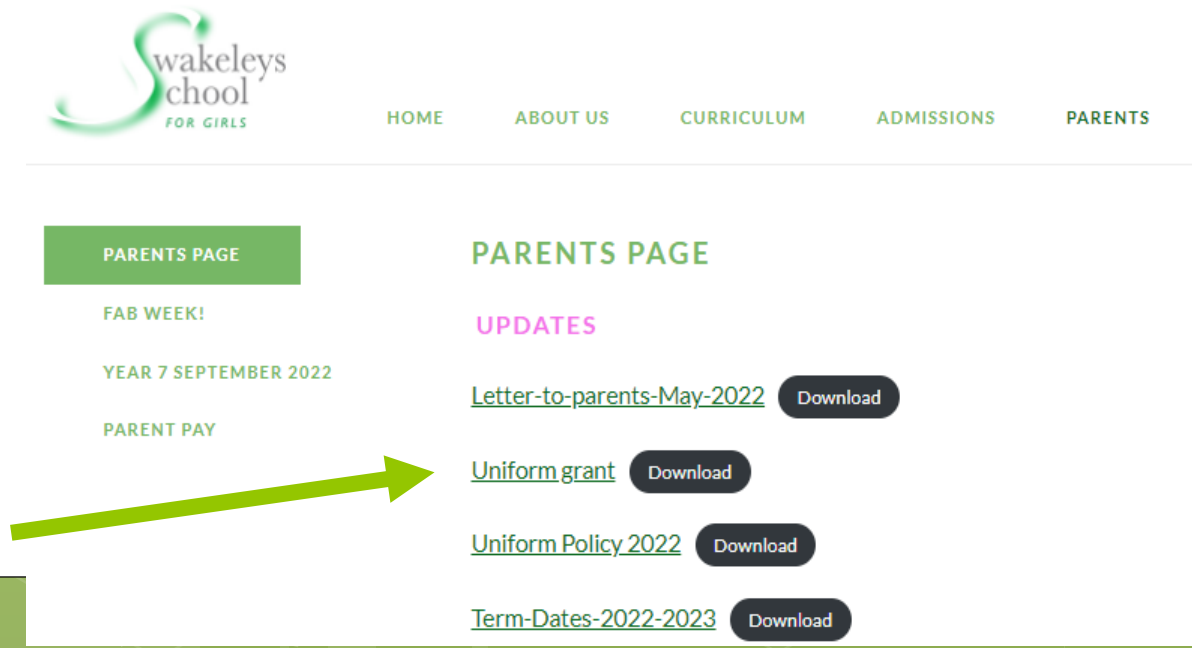 Swakeleys
School
FOR GIRLS
HOME ABOUT US CURRICULUM ADMISSIONS PARENTS
PARENTS PAGE
FAB WEEK!
YEAR 7 SEPTEMBER 2022
PARENT PAY
PARENTS PAGE
UPDATES
Letter-to-parents-May-2022 Download
Uniform grant Download
Uniform Policy 2022 Download
Term-Dates-2022-2023 Download